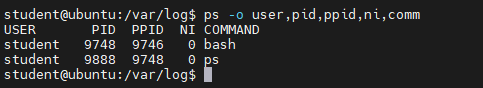 student@ubuntu:/var/log$ ps -o user,pid,ppid,ni,comm
USER       PID  PPID  NI COMMAND
student   9748  9746   0 bash
student   9888  9748   0 ps
student@ubuntu:/var/log$